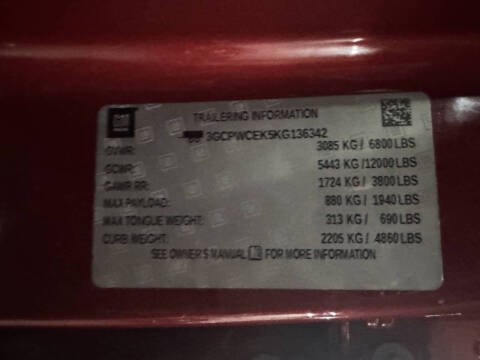 GM
TRAILERING INFORMATION
3GCPWCEK5KG136342
GVWR: 3085 KG / 6800 LBS
GCWR: 5443 KG / 12000 LBS
GAWR RR: 1724 KG / 3800 LBS
MAX PAYLOAD: 880 KG / 1940 LBS
MAX TONGUE WEIGHT: 313 KG / 690 LBS
CURB WEIGHT: 2205 KG / 4860 LBS
SEE OWNER'S MANUAL FOR MORE INFORMATION